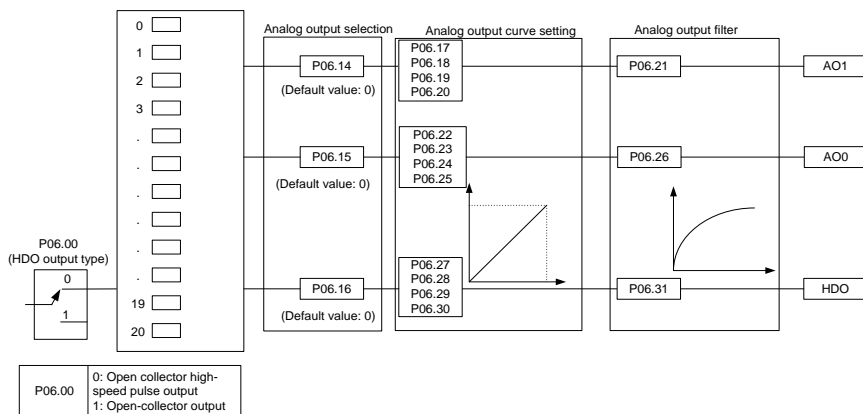 0
1
2
3
.
.
.
.
.
.
19
20
P06.00
(HDO output type)
0
1
Analog output selection
P06.14
(Default value: 0)
P06.15
(Default value: 0)
P06.16
(Default value: 0)
Analog output curve setting
P06.17
P06.18
P06.19
P06.20
P06.22
P06.23
P06.24
P06.25
P06.27
P06.28
P06.29
P06.30
Analog output filter
P06.21
P06.26
P06.31
AO1
AO0
HDO
P06.00
0: Open collector high-
speed pulse output
1: Open-collector output